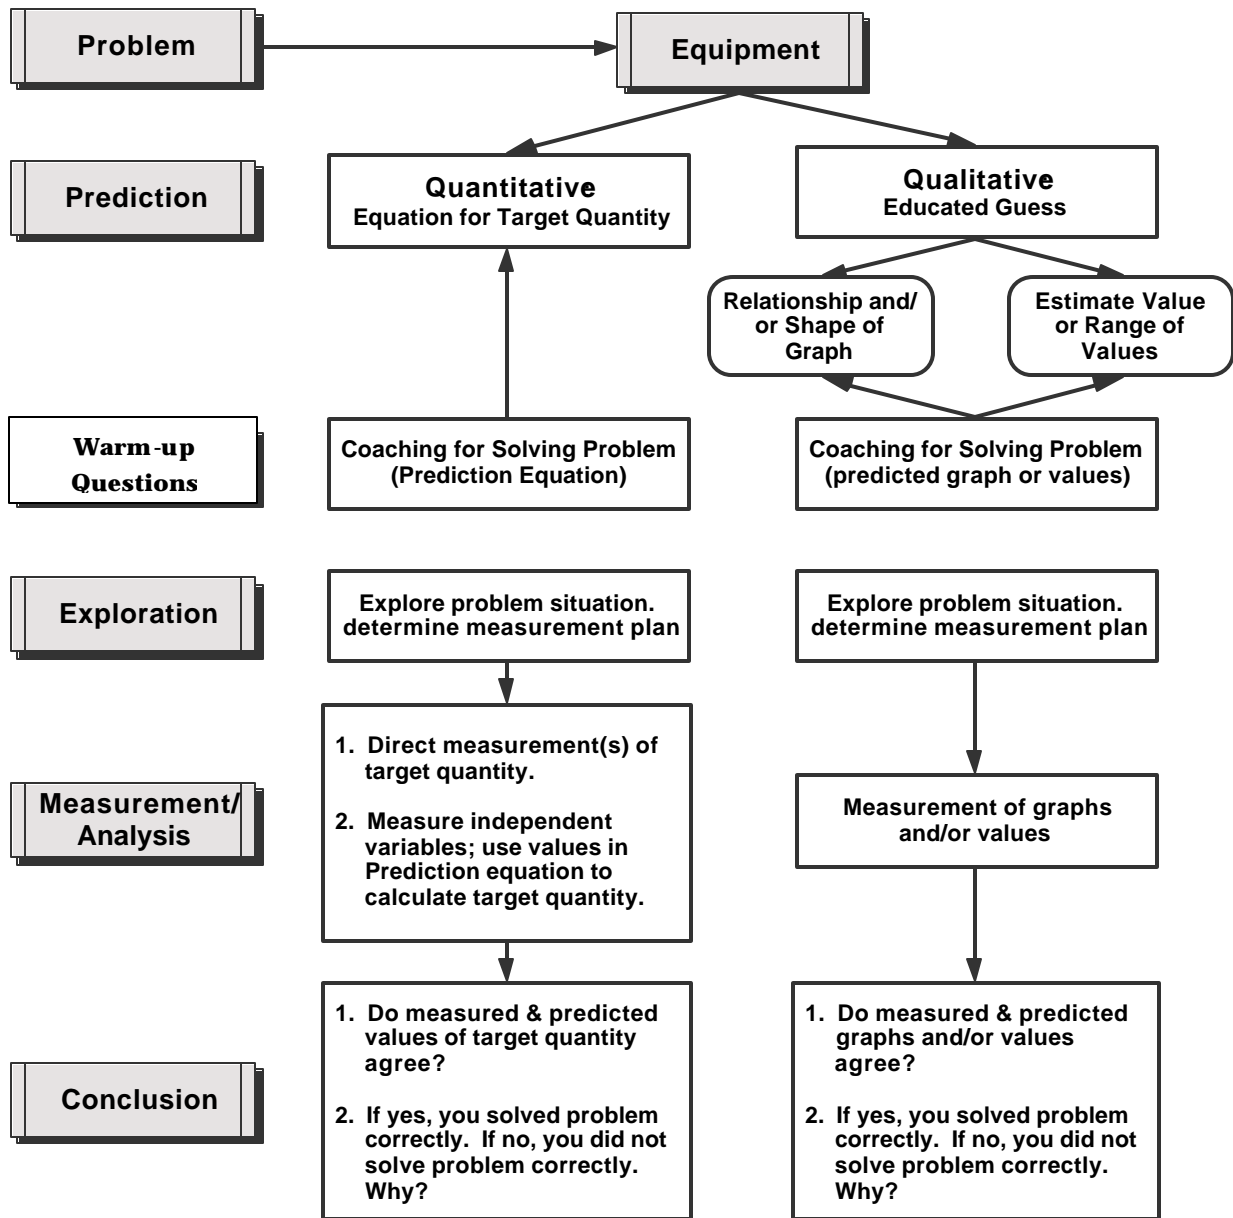 Problem
Equipment
Prediction
Quantitative
Equation for Target Quantity
Qualitative
Educated Guess
Relationship and/
or Shape of
Graph
Estimate Value
or Range of
Values
Warm-up
Questions
Coaching for Solving Problem
(Prediction Equation)
Coaching for Solving Problem
(predicted graph or values)
Exploration
Explore problem situation.
determine measurement plan
Explore problem situation.
determine measurement plan
Measurement/
Analysis
1. Direct measurement(s) of
target quantity.
2. Measure independent
variables; use values in
Prediction equation to
calculate target quantity.
Measurement of graphs
and/or values
Conclusion
1. Do measured & predicted
values of target quantity
agree?
2. If yes, you solved problem
correctly. If no, you did not
solve problem correctly.
Why?
1. Do measured & predicted
graphs and/or values
agree?
2. If yes, you solved problem
correctly. If no, you did not
solve problem correctly.
Why?